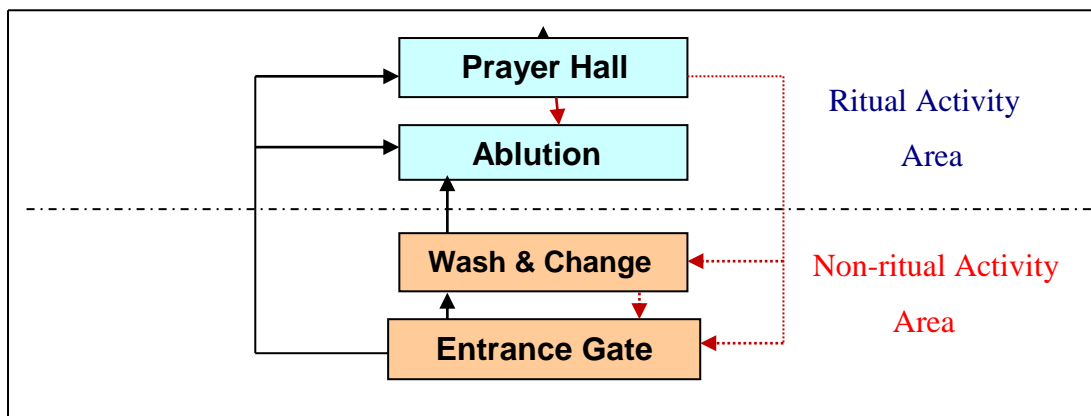 Prayer Hall
Ritual Activity
Area
Ablution
Wash & Change
Non-ritual Activity
Area
Entrance Gate